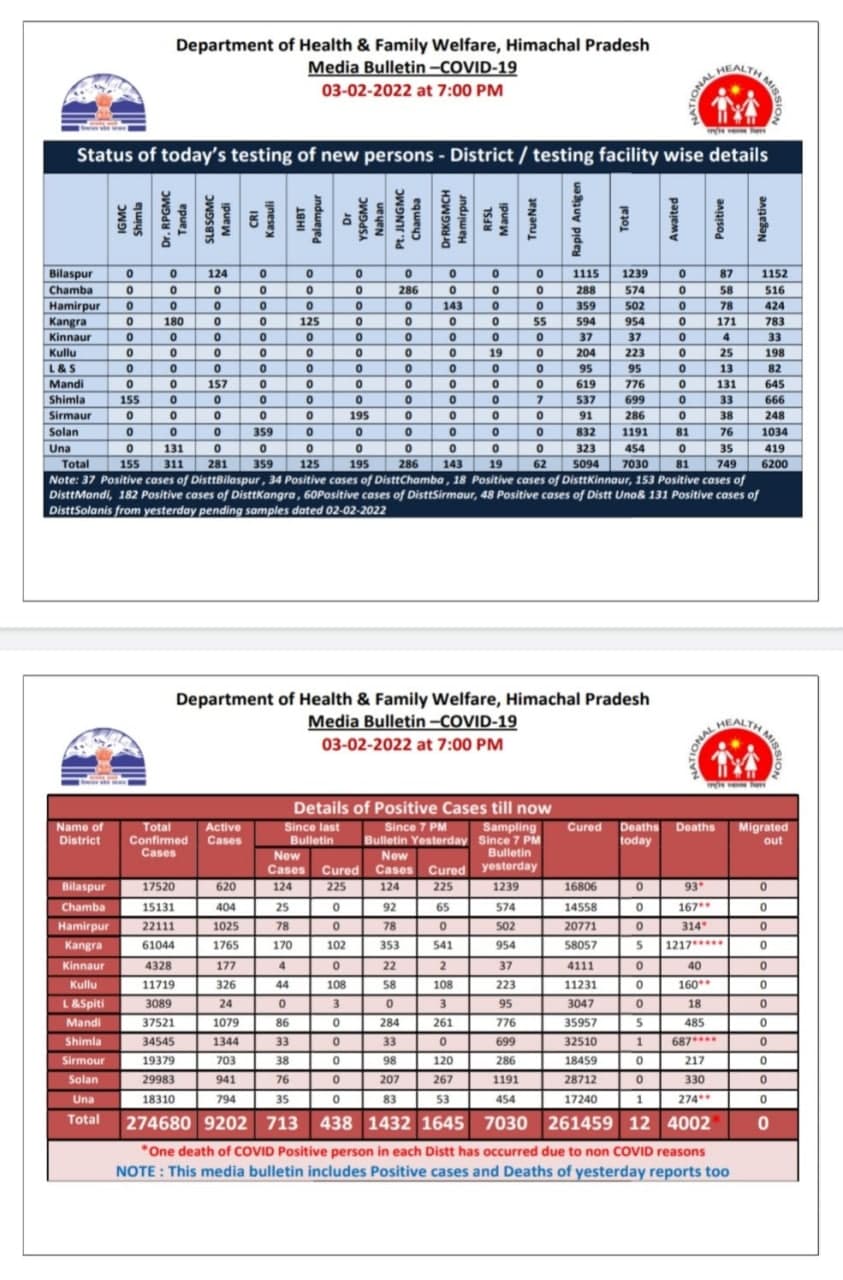 Department of Health & Family Welfare, Himachal Pradesh
Media Bulletin –COVID-19
03-02-2022 at 7:00 PM
NATIONAL HEALTH MISSION
Status of today's testing of new persons - District / testing facility wise details
IGMC Shimla Dr. RPGMC Tanda SLBSGMC Mandi CRI Kasauli IHBT Palampur Dr YSPGMC Nahan Pt. JLNGMC Chamba DrRKGMCH Hamirpur RFSL Mandi TrueNat Rapid Antigen Total Awaited Positive Negative
Bilaspur 0 0 124 0 0 0 0 0 0 0 1115 1239 0 87 1152
Chamba 0 0 0 0 0 0 286 0 0 0 288 574 0 58 516
Hamirpur 0 0 0 0 0 0 0 143 0 0 359 502 0 78 424
Kangra 0 180 0 0 125 0 0 0 0 55 594 954 0 171 783
Kinnaur 0 0 0 0 0 0 0 0 0 0 37 37 0 4 33
Kullu 0 0 0 0 0 0 0 0 19 0 204 223 0 25 198
L & S 0 0 0 0 0 0 0 0 0 0 95 95 0 13 82
Mandi 0 0 157 0 0 0 0 0 0 0 619 776 0 131 645
Shimla 155 0 0 0 0 0 0 0 0 7 537 699 0 33 666
Sirmaur 0 0 0 0 0 195 0 0 0 0 91 286 0 38 248
Solan 0 0 0 359 0 0 0 0 0 0 832 1191 81 76 1034
Una 0 131 0 0 0 0 0 0 0 0 323 454 0 35 419
Total 155 311 281 359 125 195 286 143 19 62 5094 7030 81 749 6200
Note: 37 Positive cases of DisttBilaspur, 34 Positive cases of DisttChamba, 18 Positive cases of DisttKinnaur, 153 Positive cases of
DisttMandi, 182 Positive cases of DisttKangra, 60Positive cases of DisttSirmaur, 48 Positive cases of Distt Una& 131 Positive cases of
DisttSolanis from yesterday pending samples dated 02-02-2022
Department of Health & Family Welfare, Himachal Pradesh
Media Bulletin –COVID-19
03-02-2022 at 7:00 PM
NATIONAL HEALTH MISSION
Details of Positive Cases till now
Name of District Total Confirmed Cases Active Cases Since last Bulletin Since 7 PM Bulletin Yesterday Sampling Since 7 PM Bulletin yesterday Cured Deaths today Deaths Migrated out
New Cases Cured New Cases Cured
Bilaspur 17520 620 124 225 124 225 1239 16806 0 93* 0
Chamba 15131 404 25 0 92 65 574 14558 0 167** 0
Hamirpur 22111 1025 78 0 78 0 502 20771 0 314* 0
Kangra 61044 1765 170 102 353 541 954 58057 5 1217***** 0
Kinnaur 4328 177 4 0 22 2 37 4111 0 40 0
Kullu 11719 326 44 108 58 108 223 11231 0 160** 0
L &Spiti 3089 24 0 3 0 3 95 3047 0 18 0
Mandi 37521 1079 86 0 284 261 776 35957 5 485 0
Shimla 34545 1344 33 0 33 0 699 32510 1 687**** 0
Sirmour 19379 703 38 0 98 120 286 18459 0 217 0
Solan 29983 941 76 0 207 267 1191 28712 0 330 0
Una 18310 794 35 0 83 53 454 17240 1 274** 0
Total 274680 9202 713 438 1432 1645 7030 261459 12 4002* 0
*One death of COVID Positive person in each Distt has occurred due to non COVID reasons
NOTE : This media bulletin includes Positive cases and Deaths of yesterday reports too